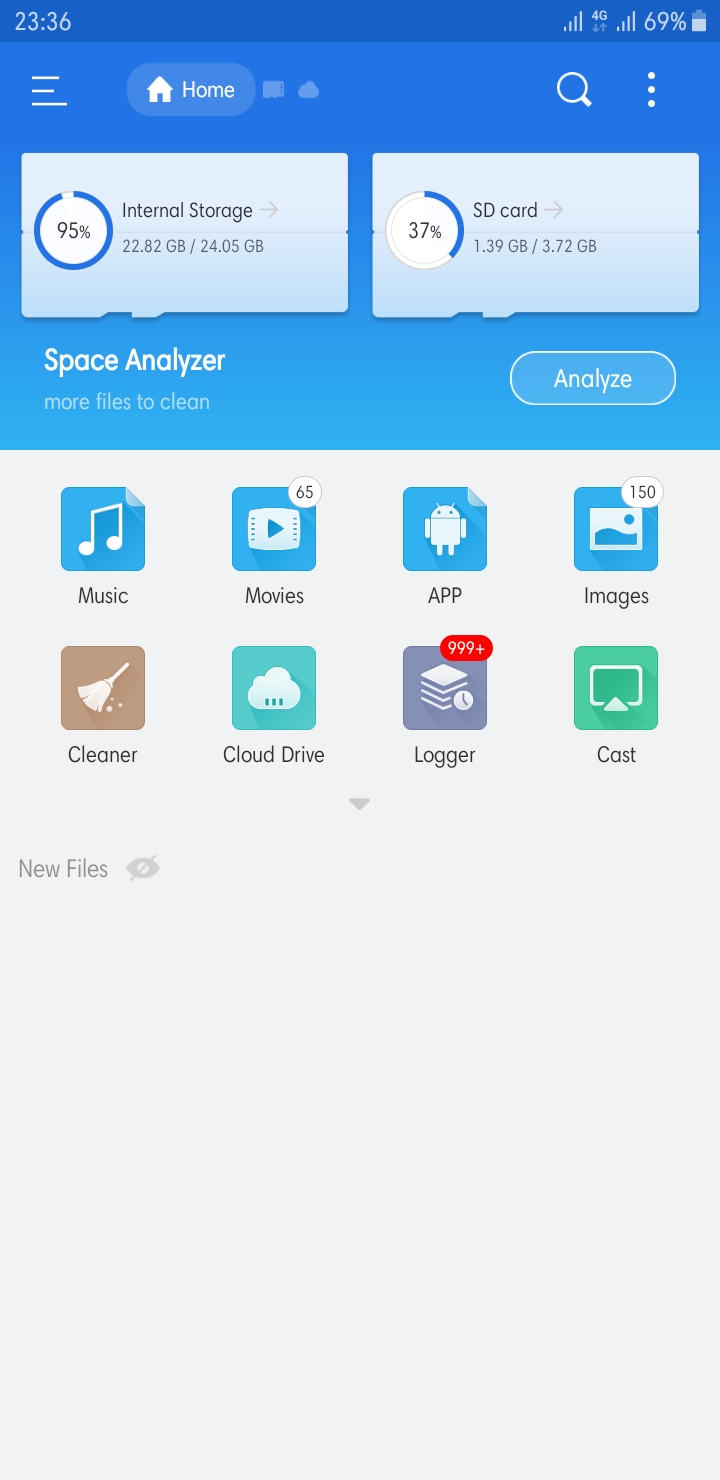 23:36
4G
69%
Home
95%
Internal Storage
22.82 GB / 24.05 GB
37%
SD card
1.39 GB / 3.72 GB
Space Analyzer
more files to clean
Analyze
65
150
Music
Movies
APP
Images
999+
Cleaner
Cloud Drive
Logger
Cast
New Files